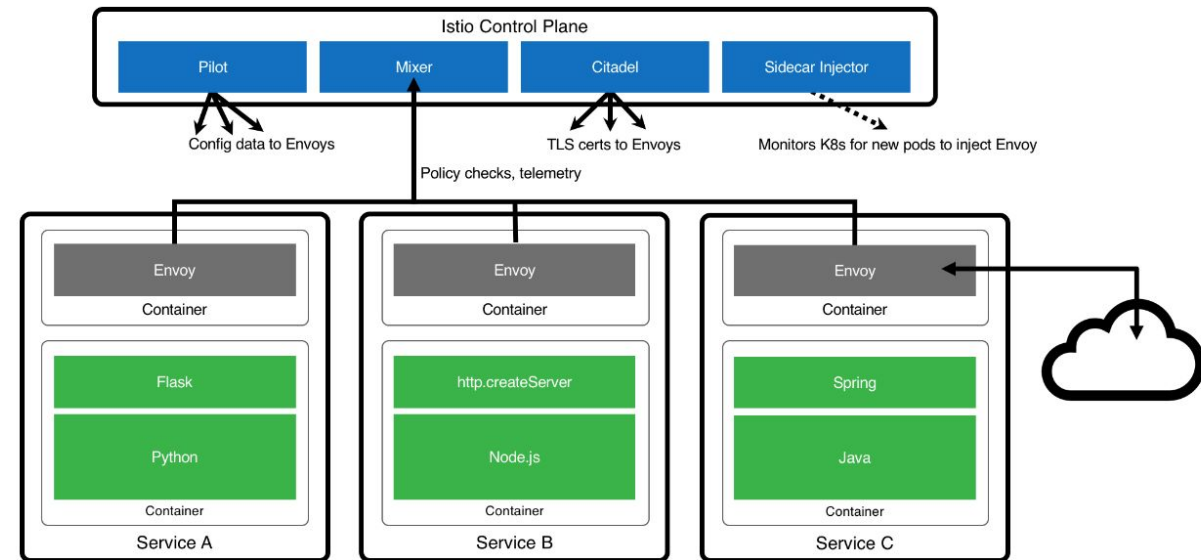 Istio Control Plane
Pilot
Mixer
Citadel
Sidecar Injector
Config data to Envoys
TLS certs to Envoys
Monitors K8s for new pods to inject Envoy
Policy checks, telemetry
Envoy
Container
Flask
Python
Container
Service A
Envoy
Container
http.createServer
Node.js
Container
Service B
Envoy
Container
Spring
Java
Container
Service C